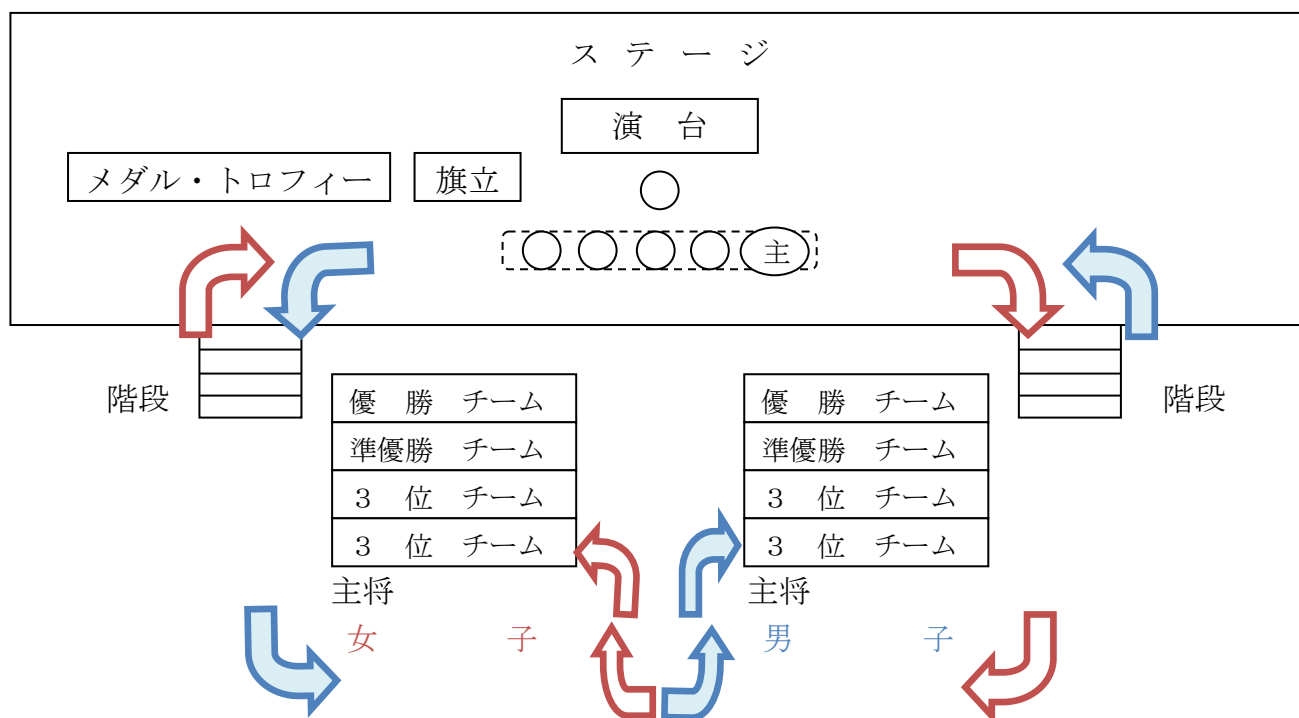 ステージ
演　台
メダル・トロフィー
旗立
主
階段
階段
優　勝　チーム
準優勝　チーム
３　位　チーム
３　位　チーム
主将
女　　　子
優　勝　チーム
準優勝　チーム
３　位　チーム
３　位　チーム
主将
男　　　子